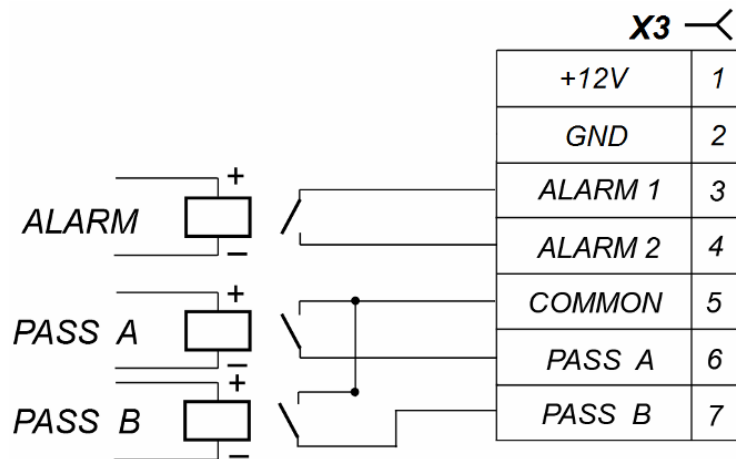 X3
+12V 1
GND 2
+
ALARM 1 3
ALARM
−
ALARM 2 4
+
COMMON 5
PASS A
−
PASS A 6
+
PASS B 7
PASS B
−